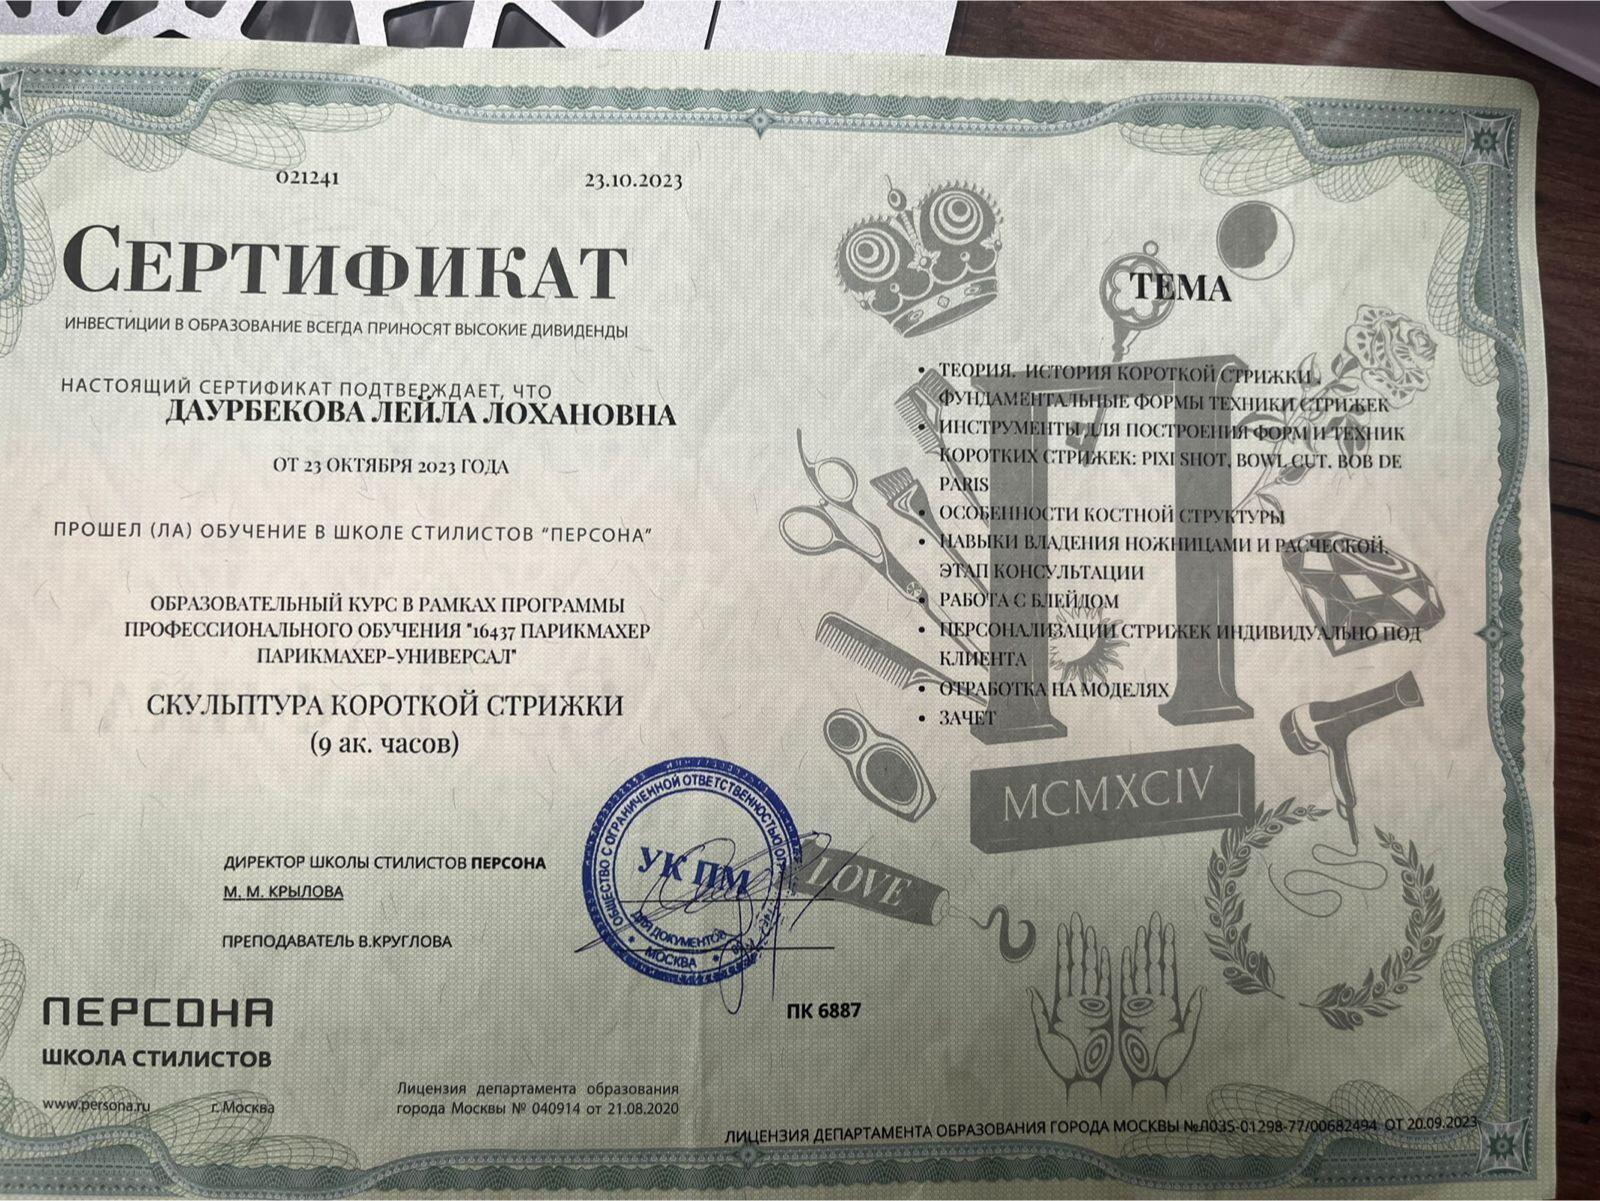 021241
23.10.2023
СЕРТИФИКАТ
ИНВЕСТИЦИИ В ОБРАЗОВАНИЕ ВСЕГДА ПРИНОСЯТ ВЫСОКИЕ ДИВИДЕНДЫ
НАСТОЯЩИЙ СЕРТИФИКАТ ПОДТВЕРЖДАЕТ, ЧТО
ДАУРБЕКОВА ЛЕЙЛА ЛОХАНОВНА
ОТ 23 ОКТЯБРЯ 2023 ГОДА
ПРОШЕЛ (ЛА) ОБУЧЕНИЕ В ШКОЛЕ СТИЛИСТОВ "ПЕРСОНА"
ОБРАЗОВАТЕЛЬНЫЙ КУРС В РАМКАХ ПРОГРАММЫ
ПРОФЕССИОНАЛЬНОГО ОБУЧЕНИЯ "16437 ПАРИКМАХЕР
ПАРИКМАХЕР-УНИВЕРСАЛ"
СКУЛЬПТУРА КОРОТКОЙ СТРИЖКИ
(9 ак. часов)
ДИРЕКТОР ШКОЛЫ СТИЛИСТОВ ПЕРСОНА
М. М. КРЫЛОВА
ПРЕПОДАВАТЕЛЬ В.КРУГЛОВА
ОБЩЕСТВО С ОГРАНИЧЕННОЙ ОТВЕТСТВЕННОСТЬЮ
УК ПМ
ДЛЯ ДОКУМЕНТОВ
МОСКВА
ПК 6887
ПЕРСОНА
ШКОЛА СТИЛИСТОВ
www.persona.ru
г. Москва
Лицензия департамента образования
города Москвы № 040914 от 21.08.2020
ТЕМА
• ТЕОРИЯ. ИСТОРИЯ КОРОТКОЙ СТРИЖКИ.
ФУНДАМЕНТАЛЬНЫЕ ФОРМЫ ТЕХНИКИ СТРИЖЕК
• ИНСТРУМЕНТЫ ДЛЯ ПОСТРОЕНИЯ ФОРМ И ТЕХНИК
КОРОТКИХ СТРИЖЕК: PIXI SHOT, BOWL CUT. BOB DE
PARIS
• ОСОБЕННОСТИ КОСТНОЙ СТРУКТУРЫ
• НАВЫКИ ВЛАДЕНИЯ НОЖНИЦАМИ И РАСЧЕСКОЙ.
ЭТАП КОНСУЛЬТАЦИИ
• РАБОТА С БЛЕЙДОМ
• ПЕРСОНАЛИЗАЦИИ СТРИЖЕК ИНДИВИДУАЛЬНО ПОД
КЛИЕНТА
• ОТРАБОТКА НА МОДЕЛЯХ
• ЗАЧЕТ
MCMXCIV
LOVE
ЛИЦЕНЗИЯ ДЕПАРТАМЕНТА ОБРАЗОВАНИЯ ГОРОДА МОСКВЫ №Л035-01298-77/00682494 ОТ 20.09.2023